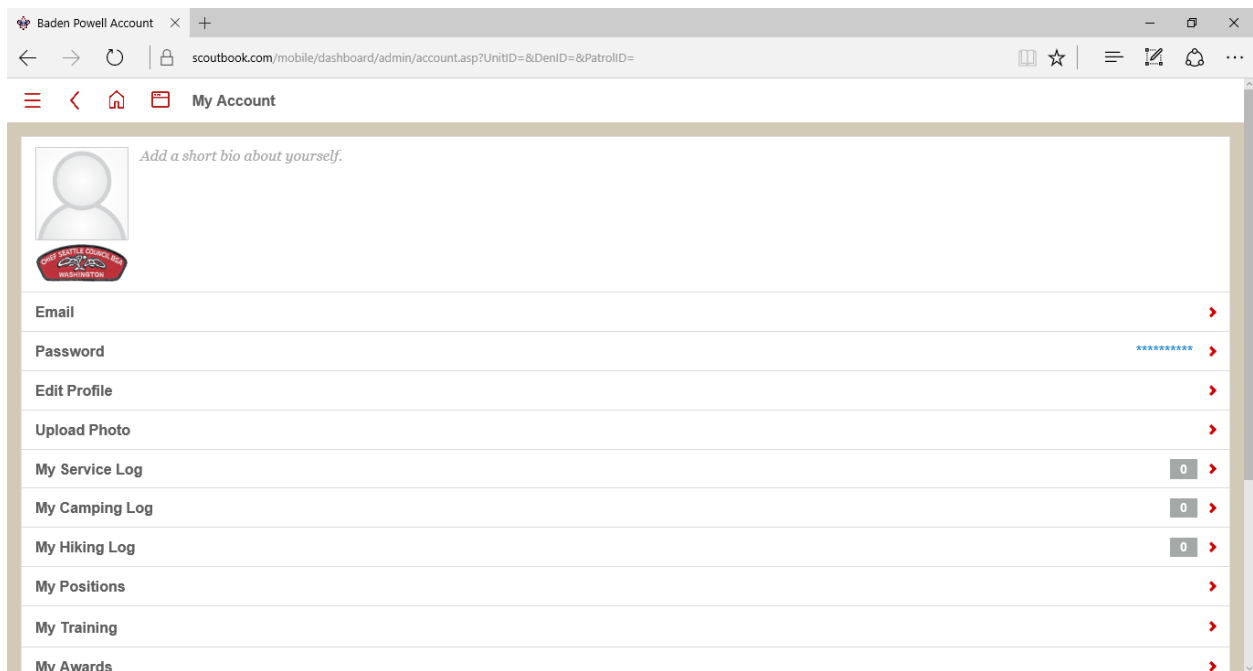 Baden Powell Account
scoutbook.com/mobile/dashboard/admin/account.asp?UnitID=&DenID=&PatrolID=
My Account
Add a short bio about yourself.
CHIEF SEATTLE COUNCIL BSA
WASHINGTON
Email
Password **********
Edit Profile
Upload Photo
My Service Log 0
My Camping Log 0
My Hiking Log 0
My Positions
My Training
My Awards